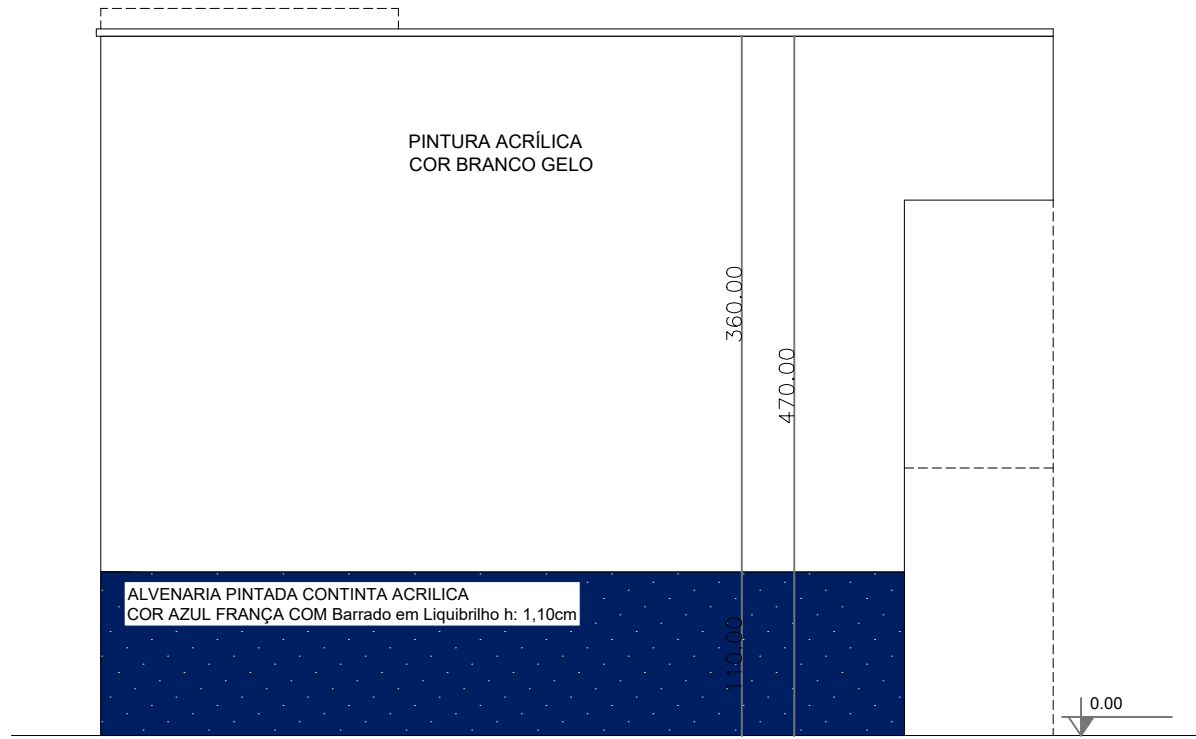 PINTURA ACRÍLICA
COR BRANCO GELO
360.00
470.00
ALVENARIA PINTADA CONTINTA ACRILICA
COR AZUL FRANÇA COM Barrado em Liquibrilho h: 1,10cm
110.00
0.00